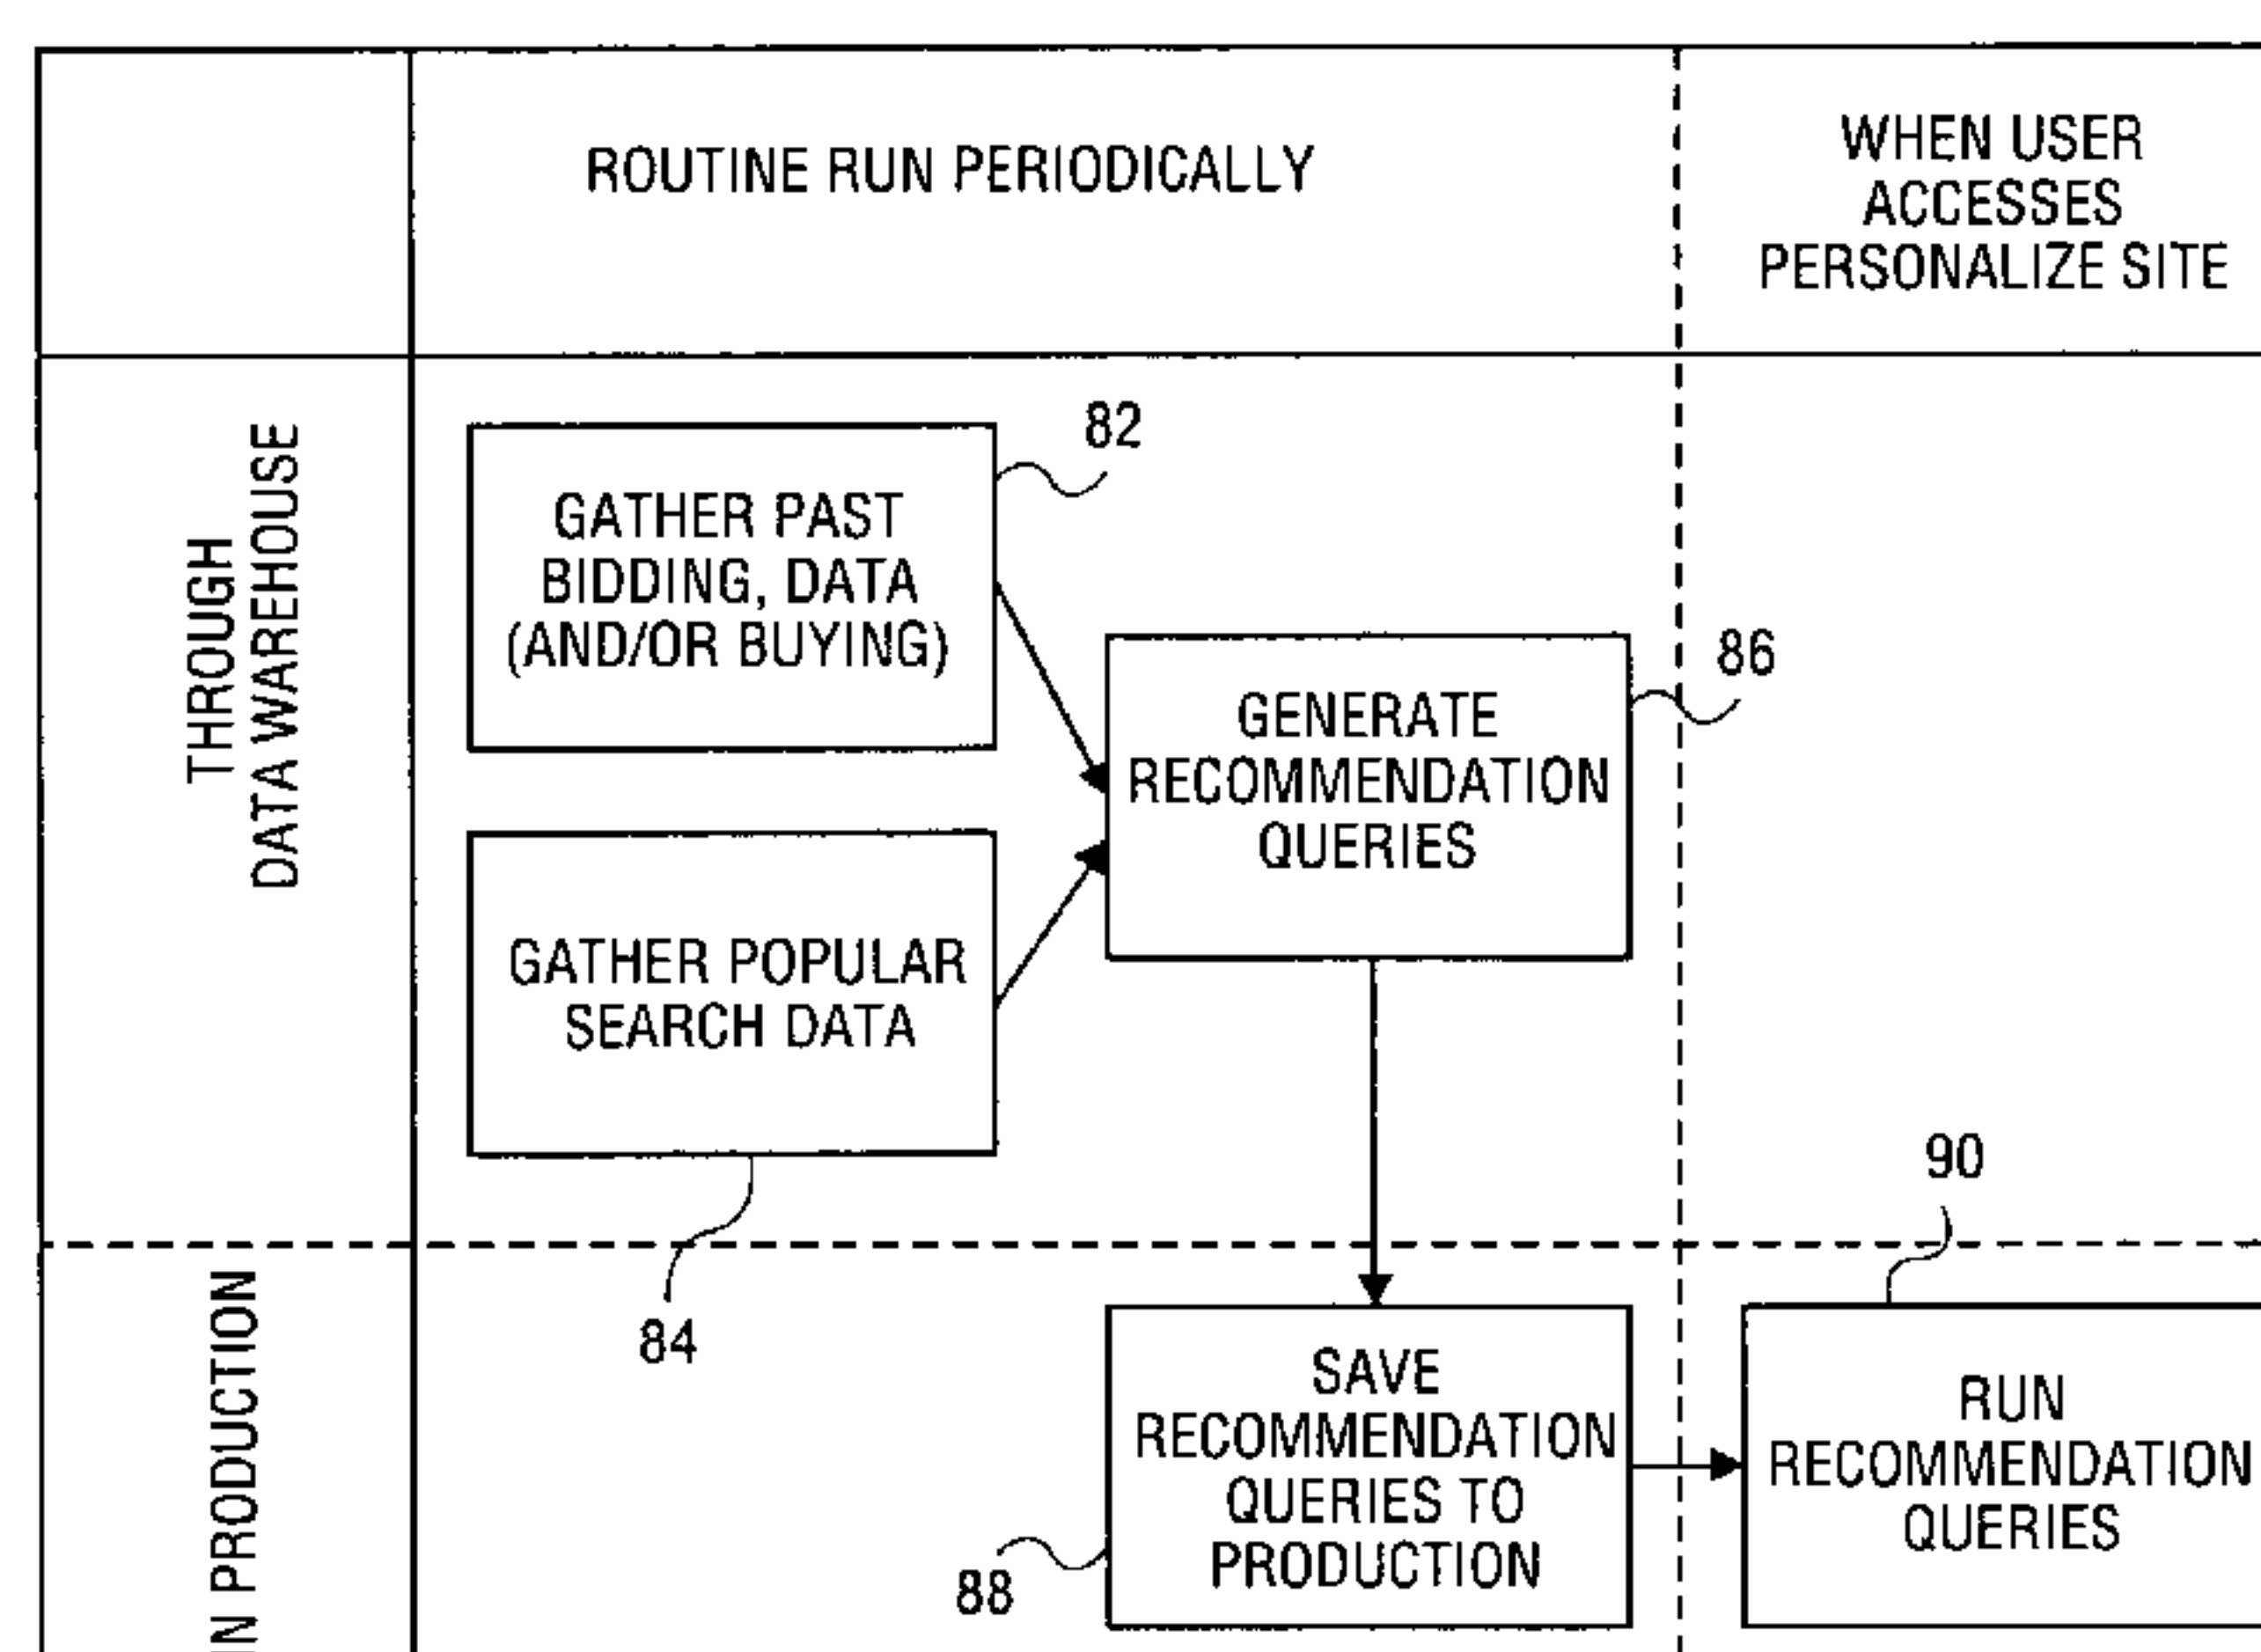 ROUTINE RUN PERIODICALLY
WHEN USER
ACCESSES
PERSONALIZE SITE
THROUGH
DATA WAREHOUSE
GATHER PAST
BIDDING, DATA
(AND/OR BUYING)
82
GENERATE
RECOMMENDATION
QUERIES
86
GATHER POPULAR
SEARCH DATA
84
90
N PRODUCTION
SAVE
RECOMMENDATION
QUERIES TO
PRODUCTION
88
RUN
RECOMMENDATION
QUERIES